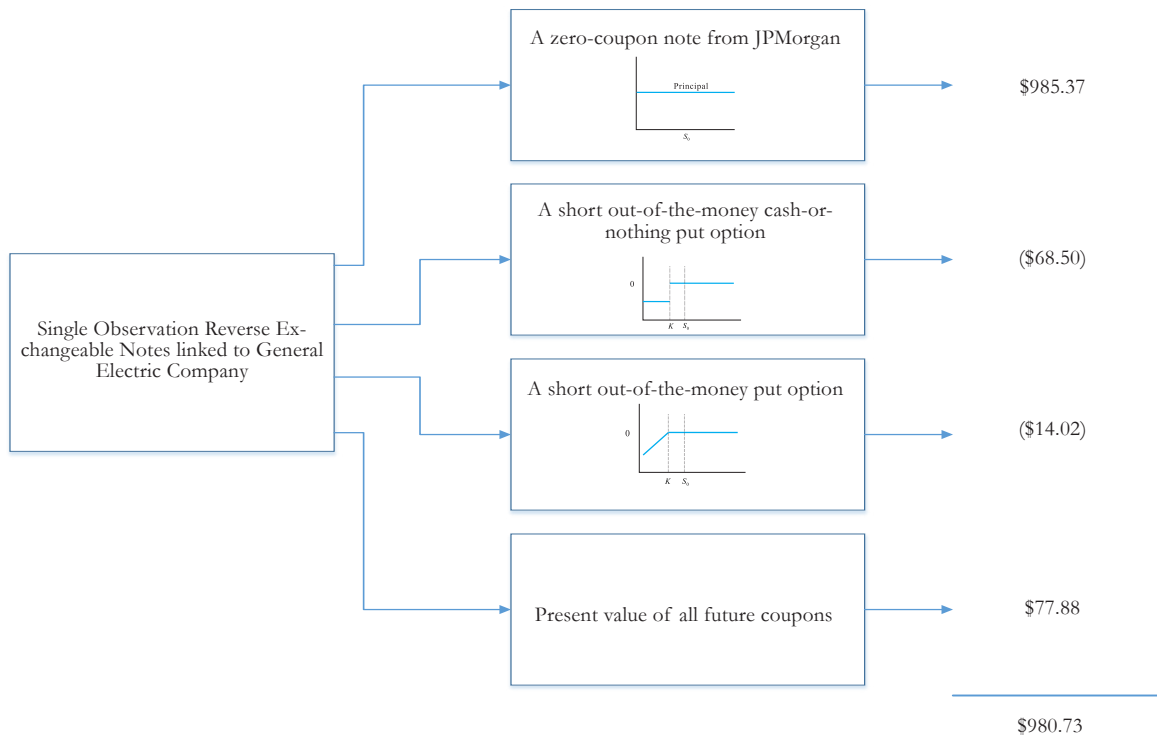 A zero-coupon note from JPMorgan
Principal
S0
$985.37
A short out-of-the-money cash-or-
nothing put option
0
K S0
($68.50)
Single Observation Reverse Ex-
changeable Notes linked to General
Electric Company
A short out-of-the-money put option
0
K S0
($14.02)
Present value of all future coupons
$77.88
$980.73